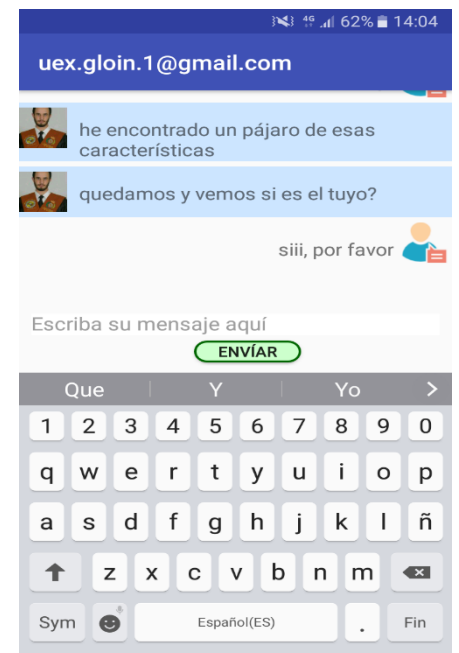 4G 62% 14:04
uex.gloin.1@gmail.com
he encontrado un pájaro de esas
características
quedamos y vemos si es el tuyo?
siii, por favor
Escriba su mensaje aquí
ENVÍAR
Que Y Yo >
1 2 3 4 5 6 7 8 9 0
q w e r t y u i o p
a s d f g h j k l ñ
z x c v b n m
Sym Español(ES) . Fin